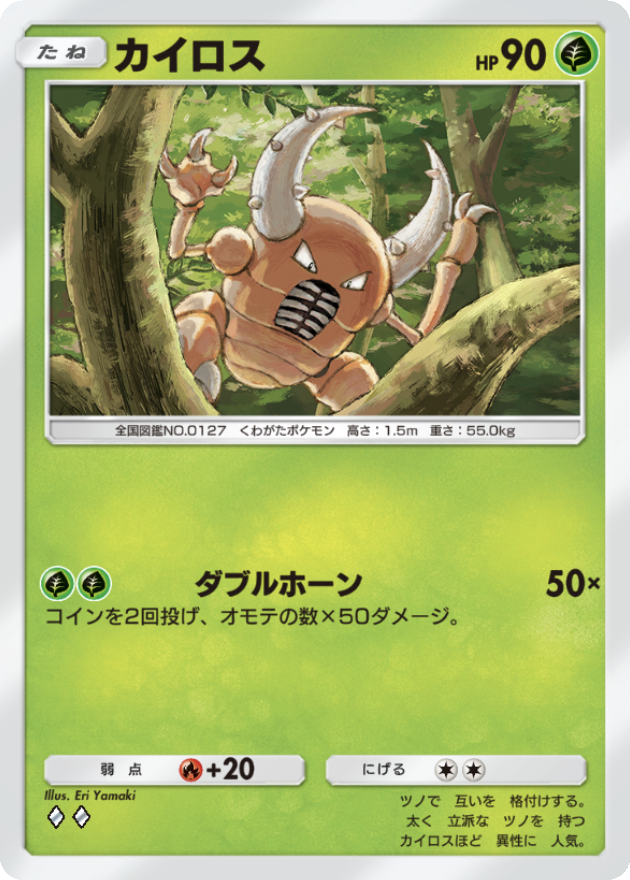 たね カイロス HP 90
全国図鑑NO.0127 くわがたポケモン 高さ：1.5m 重さ：55.0kg
ダブルホーン 50×
コインを2回投げ、オモテの数×50ダメージ。
弱点 +20 にげる
Illus. Eri Yamaki
ツノで 互いを 格付けする。
太く 立派な ツノを 持つ
カイロスほど 異性に 人気。